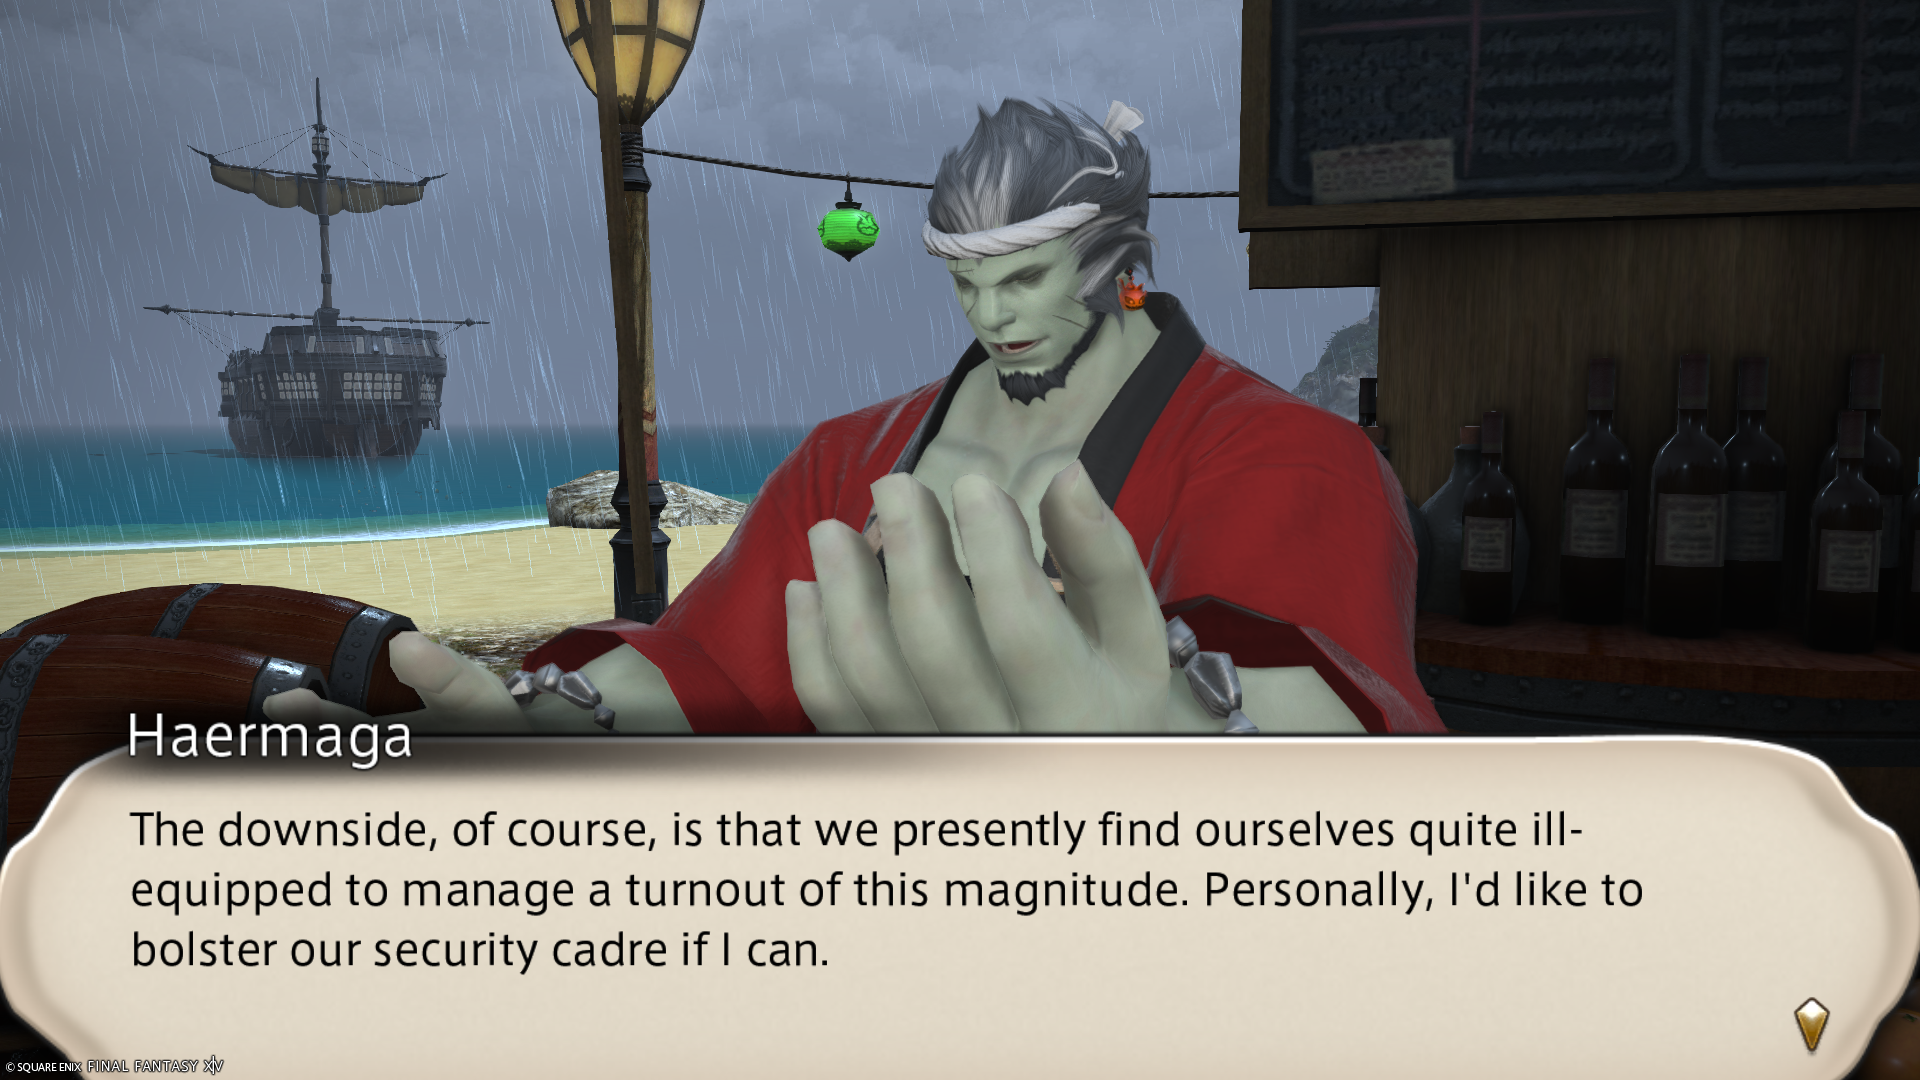 Haermaga
The downside, of course, is that we presently find ourselves quite ill-
equipped to manage a turnout of this magnitude. Personally, I'd like to
bolster our security cadre if I can.
© SQUARE ENIX FINAL FANTASY XIV